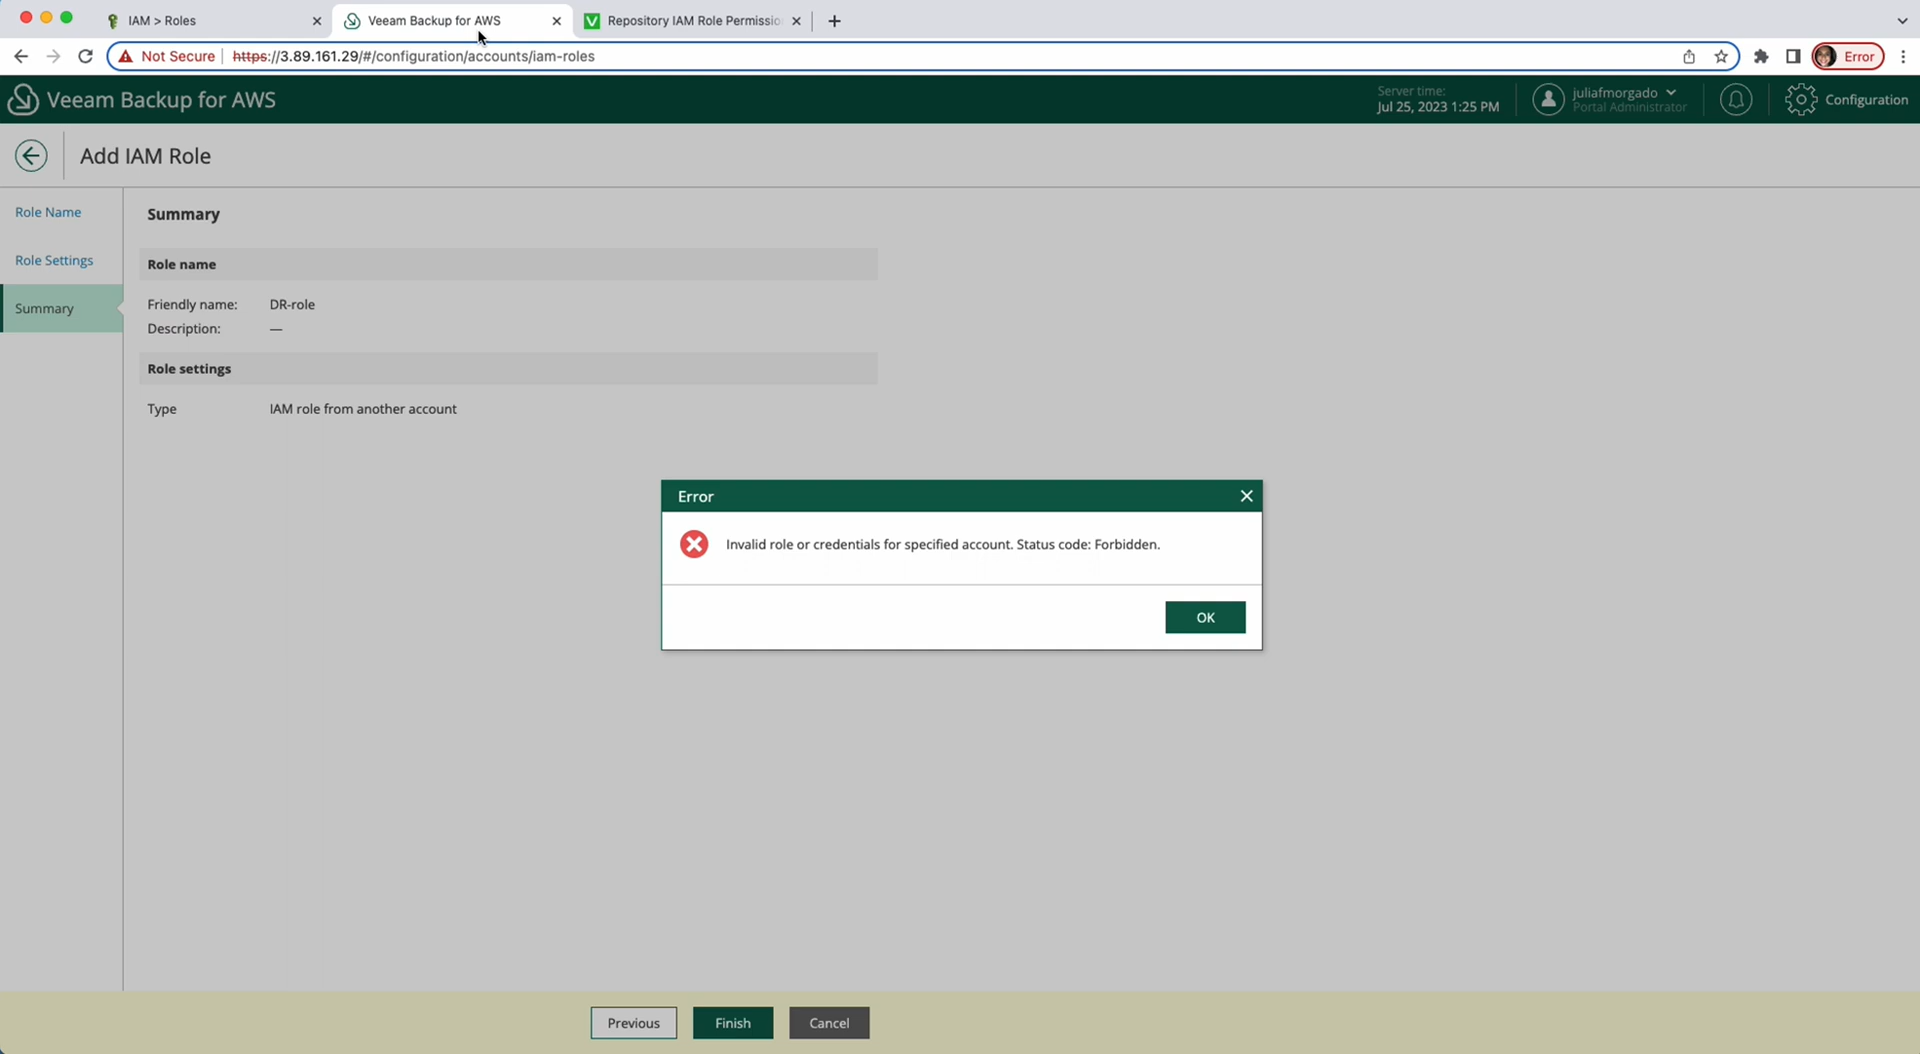 IAM > Roles
Veeam Backup for AWS
Repository IAM Role Permissio
Not Secure
https://3.89.161.29/#/configuration/accounts/iam-roles
Error
Veeam Backup for AWS
Server time:
Jul 25, 2023 1:25 PM
juliafmorgado
Portal Administrator
Configuration
Add IAM Role
Role Name
Role Settings
Summary
Summary
Role name
Friendly name: DR-role
Description: —
Role settings
Type IAM role from another account
Error
Invalid role or credentials for specified account. Status code: Forbidden.
OK
Previous
Finish
Cancel